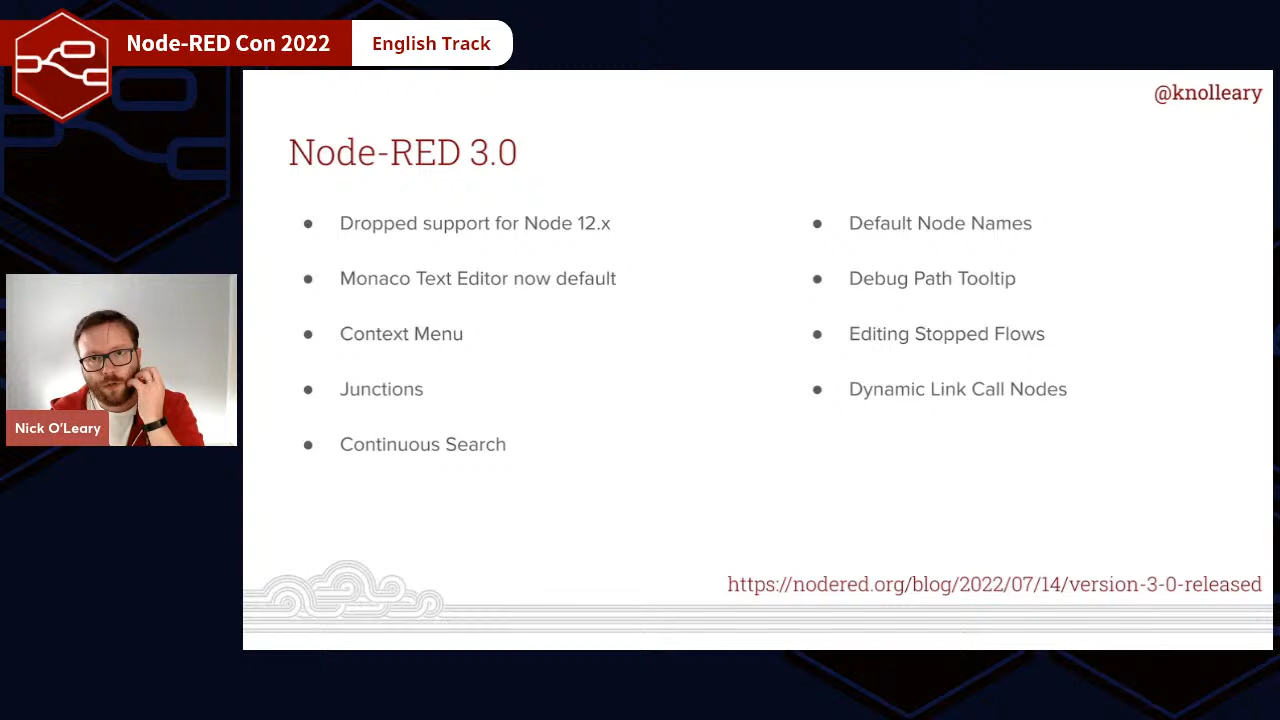 Node-RED Con 2022
English Track
@knolleary
Node-RED 3.0
● Dropped support for Node 12.x
● Monaco Text Editor now default
● Context Menu
● Junctions
● Continuous Search
● Default Node Names
● Debug Path Tooltip
● Editing Stopped Flows
● Dynamic Link Call Nodes
Nick O'Leary
https://nodered.org/blog/2022/07/14/version-3-0-released